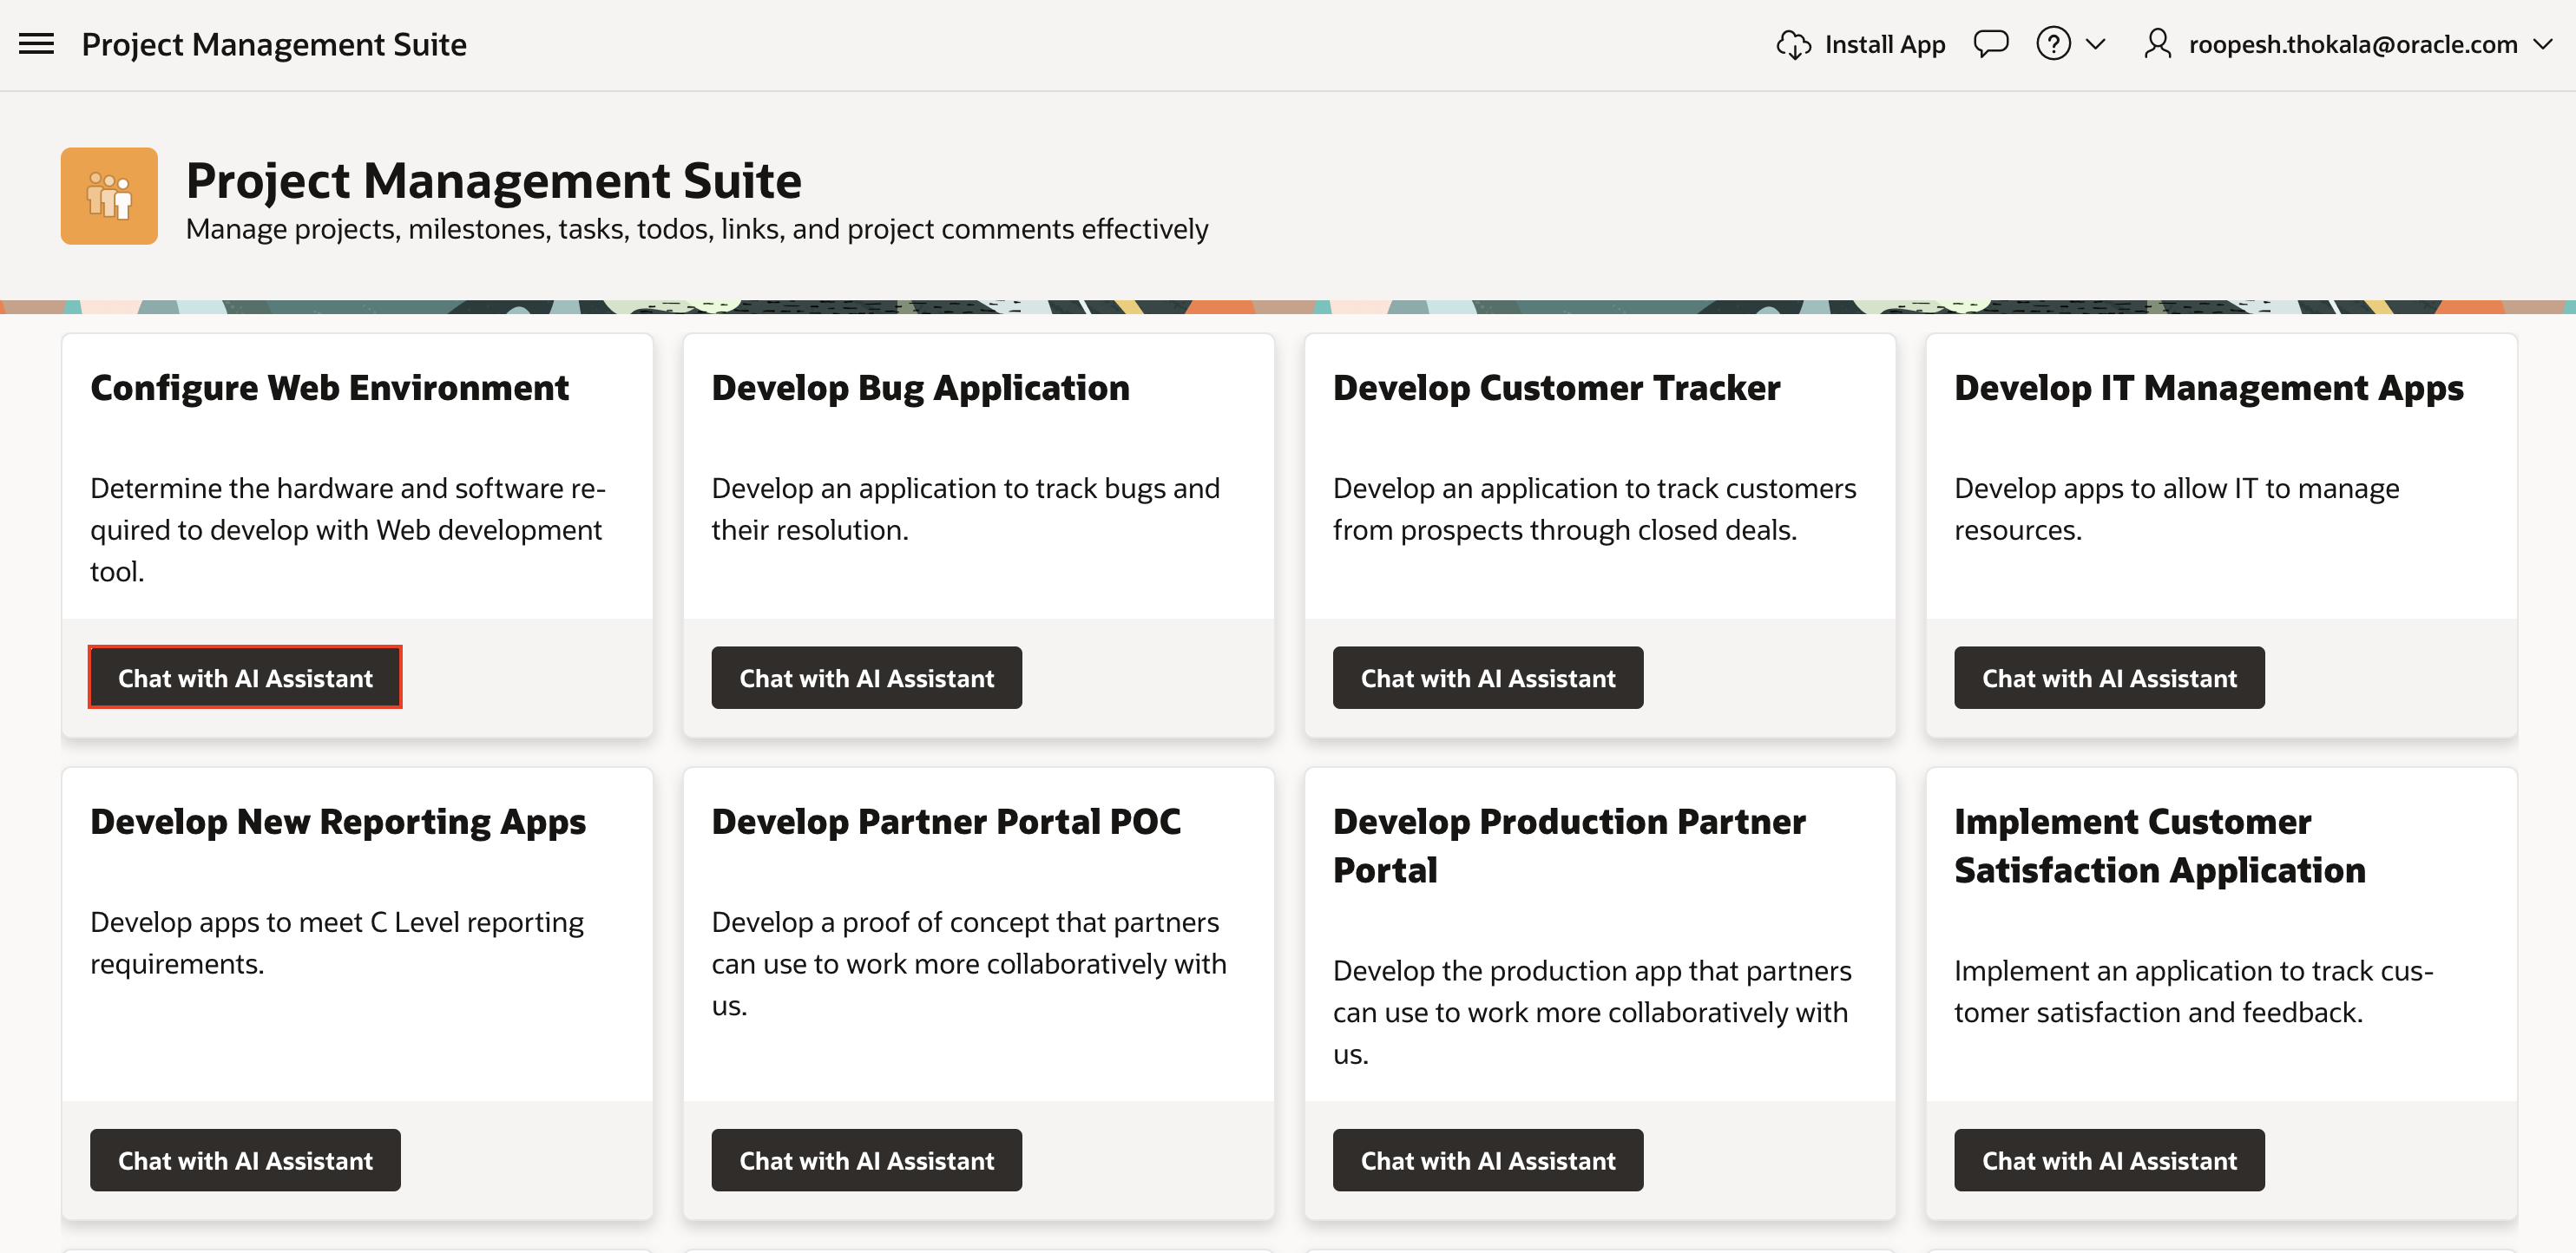 Project Management Suite
Install App
?
roopesh.thokala@oracle.com
Project Management Suite
Manage projects, milestones, tasks, todos, links, and project comments effectively
Configure Web Environment
Determine the hardware and software re-
quired to develop with Web development
tool.
Chat with AI Assistant
Develop Bug Application
Develop an application to track bugs and
their resolution.
Chat with AI Assistant
Develop Customer Tracker
Develop an application to track customers
from prospects through closed deals.
Chat with AI Assistant
Develop IT Management Apps
Develop apps to allow IT to manage
resources.
Chat with AI Assistant
Develop New Reporting Apps
Develop apps to meet C Level reporting
requirements.
Chat with AI Assistant
Develop Partner Portal POC
Develop a proof of concept that partners
can use to work more collaboratively with
us.
Chat with AI Assistant
Develop Production Partner
Portal
Develop the production app that partners
can use to work more collaboratively with
us.
Chat with AI Assistant
Implement Customer
Satisfaction Application
Implement an application to track cus-
tomer satisfaction and feedback.
Chat with AI Assistant